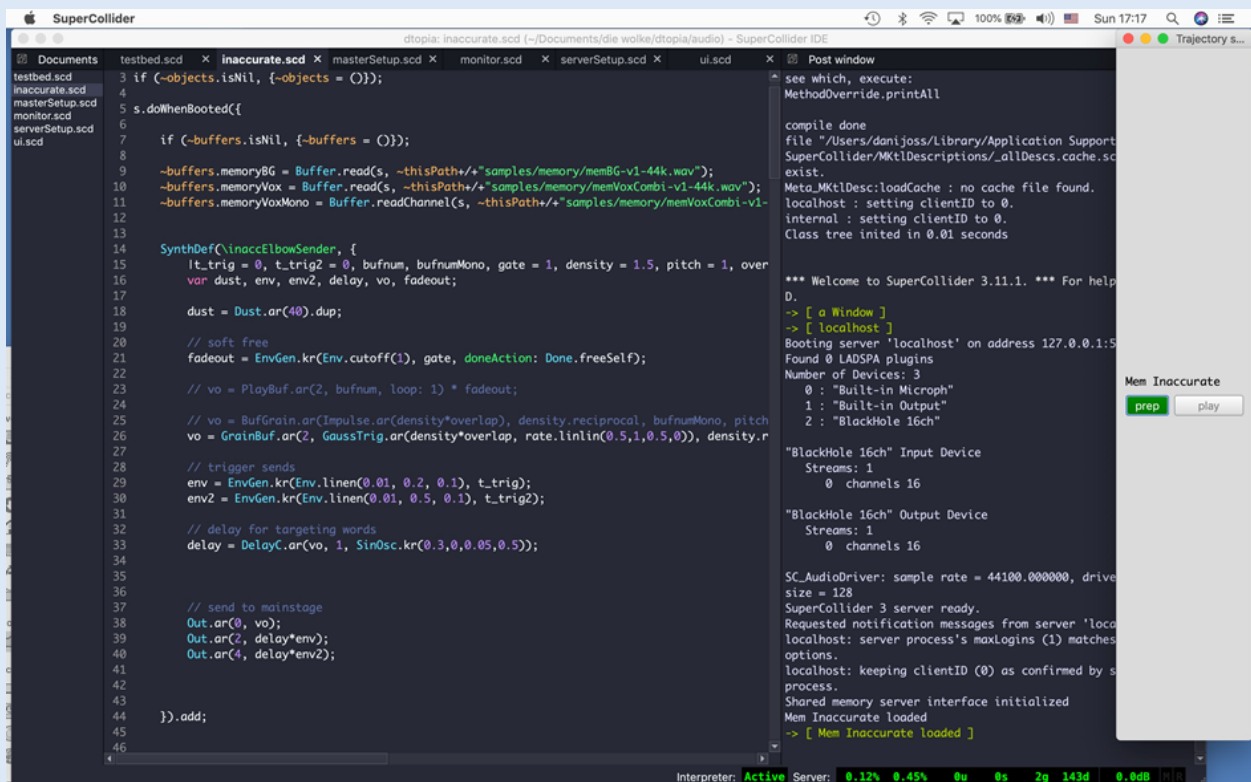 SuperCollider
100%
Sun 17:17
dtopia: inaccurate.scd (~/Documents/die wolke/dtopia/audio) - SuperCollider IDE
Trajectory s...
Documents
testbed.scd
inaccurate.scd
masterSetup.scd
monitor.scd
serverSetup.scd
ui.scd
testbed.scd × inaccurate.scd × masterSetup.scd × monitor.scd × serverSetup.scd × ui.scd ×
3 if (~objects.isNil, {~objects = ()});
4
5 s.doWhenBooted({
6
7 if (~buffers.isNil, {~buffers = ()});
8
9 ~buffers.memoryBG = Buffer.read(s, ~thisPath+/+"samples/memory/memBG-v1-44k.wav");
10 ~buffers.memoryVox = Buffer.read(s, ~thisPath+/+"samples/memory/memVoxCombi-v1-44k.wav");
11 ~buffers.memoryVoxMono = Buffer.readChannel(s, ~thisPath+/+"samples/memory/memVoxCombi-v1-
12
13
14 SynthDef(\inaccElbowSender, {
15 |t_trig = 0, t_trig2 = 0, bufnum, bufnumMono, gate = 1, density = 1.5, pitch = 1, over
16 var dust, env, env2, delay, vo, fadeout;
17
18 dust = Dust.ar(40).dup;
19
20 // soft free
21 fadeout = EnvGen.kr(Env.cutoff(1), gate, doneAction: Done.freeSelf);
22
23 // vo = PlayBuf.ar(2, bufnum, loop: 1) * fadeout;
24
25 // vo = BufGrain.ar(Impulse.ar(density*overlap), density.reciprocal, bufnumMono, pitch
26 vo = GrainBuf.ar(2, GaussTrig.ar(density*overlap, rate.linlin(0.5,1,0.5,0)), density.r
27
28 // trigger sends
29 env = EnvGen.kr(Env.linen(0.01, 0.2, 0.1), t_trig);
30 env2 = EnvGen.kr(Env.linen(0.01, 0.5, 0.1), t_trig2);
31
32 // delay for targeting words
33 delay = DelayC.ar(vo, 1, SinOsc.kr(0.3,0,0.05,0.5));
34
35
36
37 // send to mainstage
38 Out.ar(0, vo);
39 Out.ar(2, delay*env);
40 Out.ar(4, delay*env2);
41
42
43
44 }).add;
45
46
Post window
see which, execute:
MethodOverride.printAll
compile done
file "/Users/danijoss/Library/Application Support
SuperCollider/MKtlDescriptions/_allDescs.cache.sc
exist.
Meta_MKtlDesc:loadCache : no cache file found.
localhost : setting clientID to 0.
internal : setting clientID to 0.
Class tree inited in 0.01 seconds
*** Welcome to SuperCollider 3.11.1. *** For help
D.
-> [ a Window ]
-> [ localhost ]
Booting server 'localhost' on address 127.0.0.1:5
Found 0 LADSPA plugins
Number of Devices: 3
0 : "Built-in Microph"
1 : "Built-in Output"
2 : "BlackHole 16ch"
"BlackHole 16ch" Input Device
Streams: 1
0 channels 16
"BlackHole 16ch" Output Device
Streams: 1
0 channels 16
SC_AudioDriver: sample rate = 44100.000000, drive
size = 128
SuperCollider 3 server ready.
Requested notification messages from server 'loca
localhost: server process's maxLogins (1) matches
options.
localhost: keeping clientID (0) as confirmed by s
process.
Shared memory server interface initialized
Mem Inaccurate loaded
-> [ Mem Inaccurate loaded ]
Mem Inaccurate
prep play
Interpreter: Active Server: 0.12% 0.45% 0u 0s 2g 143d 0.0dB M R